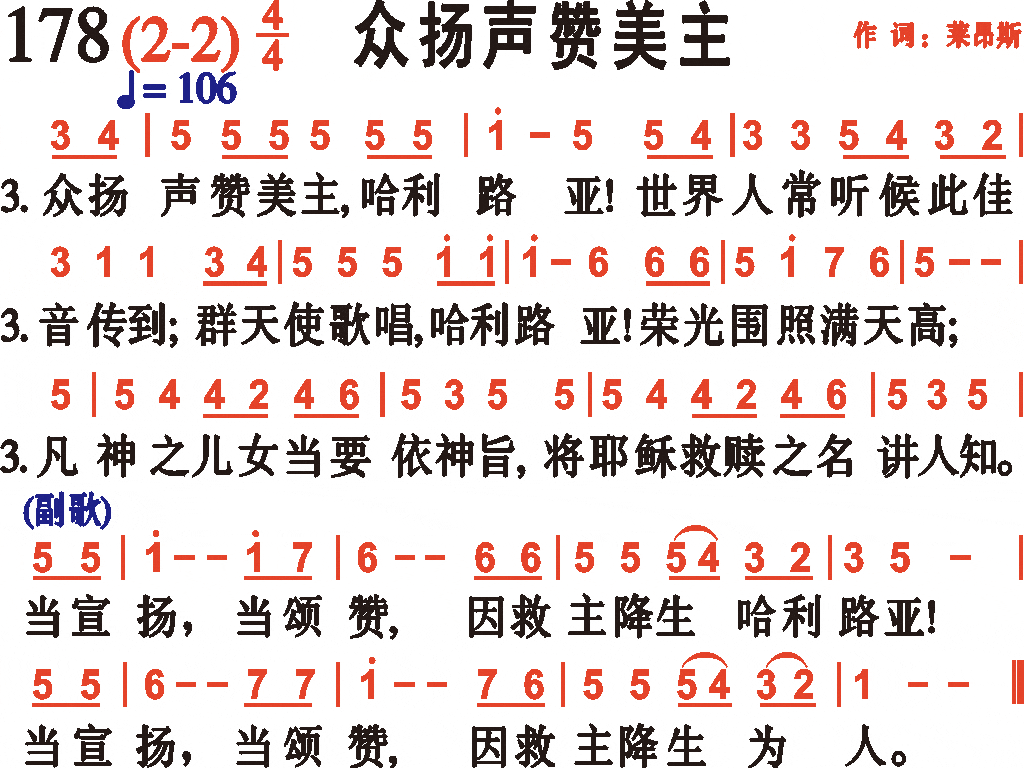 178 (2-2) 4/4 众扬声赞美主 作 词：莱昂斯
♩= 106
3 4 | 5 5 5 5 5 5 | i - 5 5 4 | 3 3 5 4 3 2 |
3. 众扬 声赞美主,哈利 路 亚! 世界人常听候此佳
3 1 1 3 4 | 5 5 5 i i | i - 6 6 6 | 5 i 7 6 | 5 - - |
3. 音传到; 群天使歌唱,哈利路 亚!荣光围照满天高;
5 | 5 4 4 2 4 6 | 5 3 5 5 | 5 4 4 2 4 6 | 5 3 5 |
3. 凡 神之儿女当要 依神旨, 将耶稣救赎之名 讲人知。
(副歌)
5 5 | i - - i 7 | 6 - - 6 6 | 5 5 5 4 3 2 | 3 5 - |
当宣 扬，当颂 赞, 因救 主降生 哈利 路亚!
5 5 | 6 - - 7 7 | i - - 7 6 | 5 5 5 4 3 2 | 1 - - ‖
当宣 扬，当颂 赞, 因救 主降生 为 人。